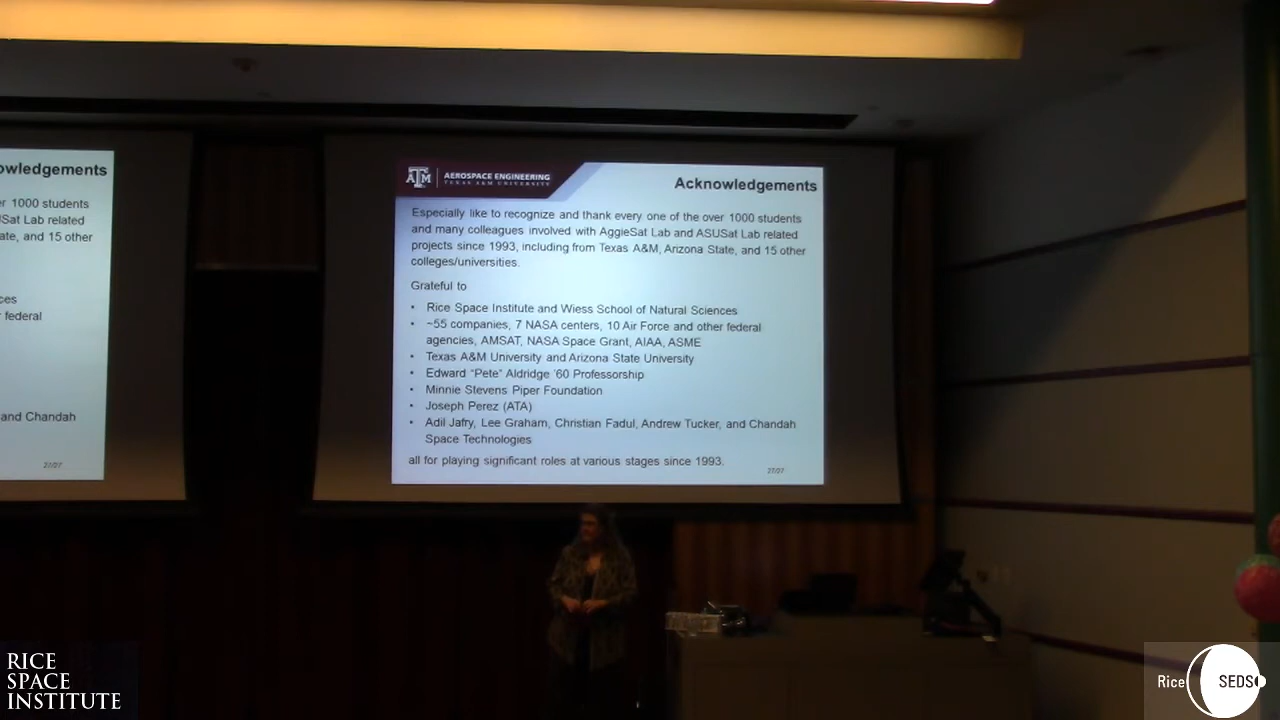 owledgements
er 1000 students
USat Lab related
ate, and 15 other
ces
federal
and Chandah
27/27
ATM
AEROSPACE ENGINEERING
TEXAS A&M UNIVERSITY
Acknowledgements
Especially like to recognize and thank every one of the over 1000 students
and many colleagues involved with AggieSat Lab and ASUSat Lab related
projects since 1993, including from Texas A&M, Arizona State, and 15 other
colleges/universities.
Grateful to
• Rice Space Institute and Wiess School of Natural Sciences
• ~55 companies, 7 NASA centers, 10 Air Force and other federal
agencies, AMSAT, NASA Space Grant, AIAA, ASME
• Texas A&M University and Arizona State University
• Edward "Pete" Aldridge '60 Professorship
• Minnie Stevens Piper Foundation
• Joseph Perez (ATA)
• Adil Jafry, Lee Graham, Christian Fadul, Andrew Tucker, and Chandah
Space Technologies
all for playing significant roles at various stages since 1993.
27/27
RICE
SPACE
INSTITUTE
Rice SEDS